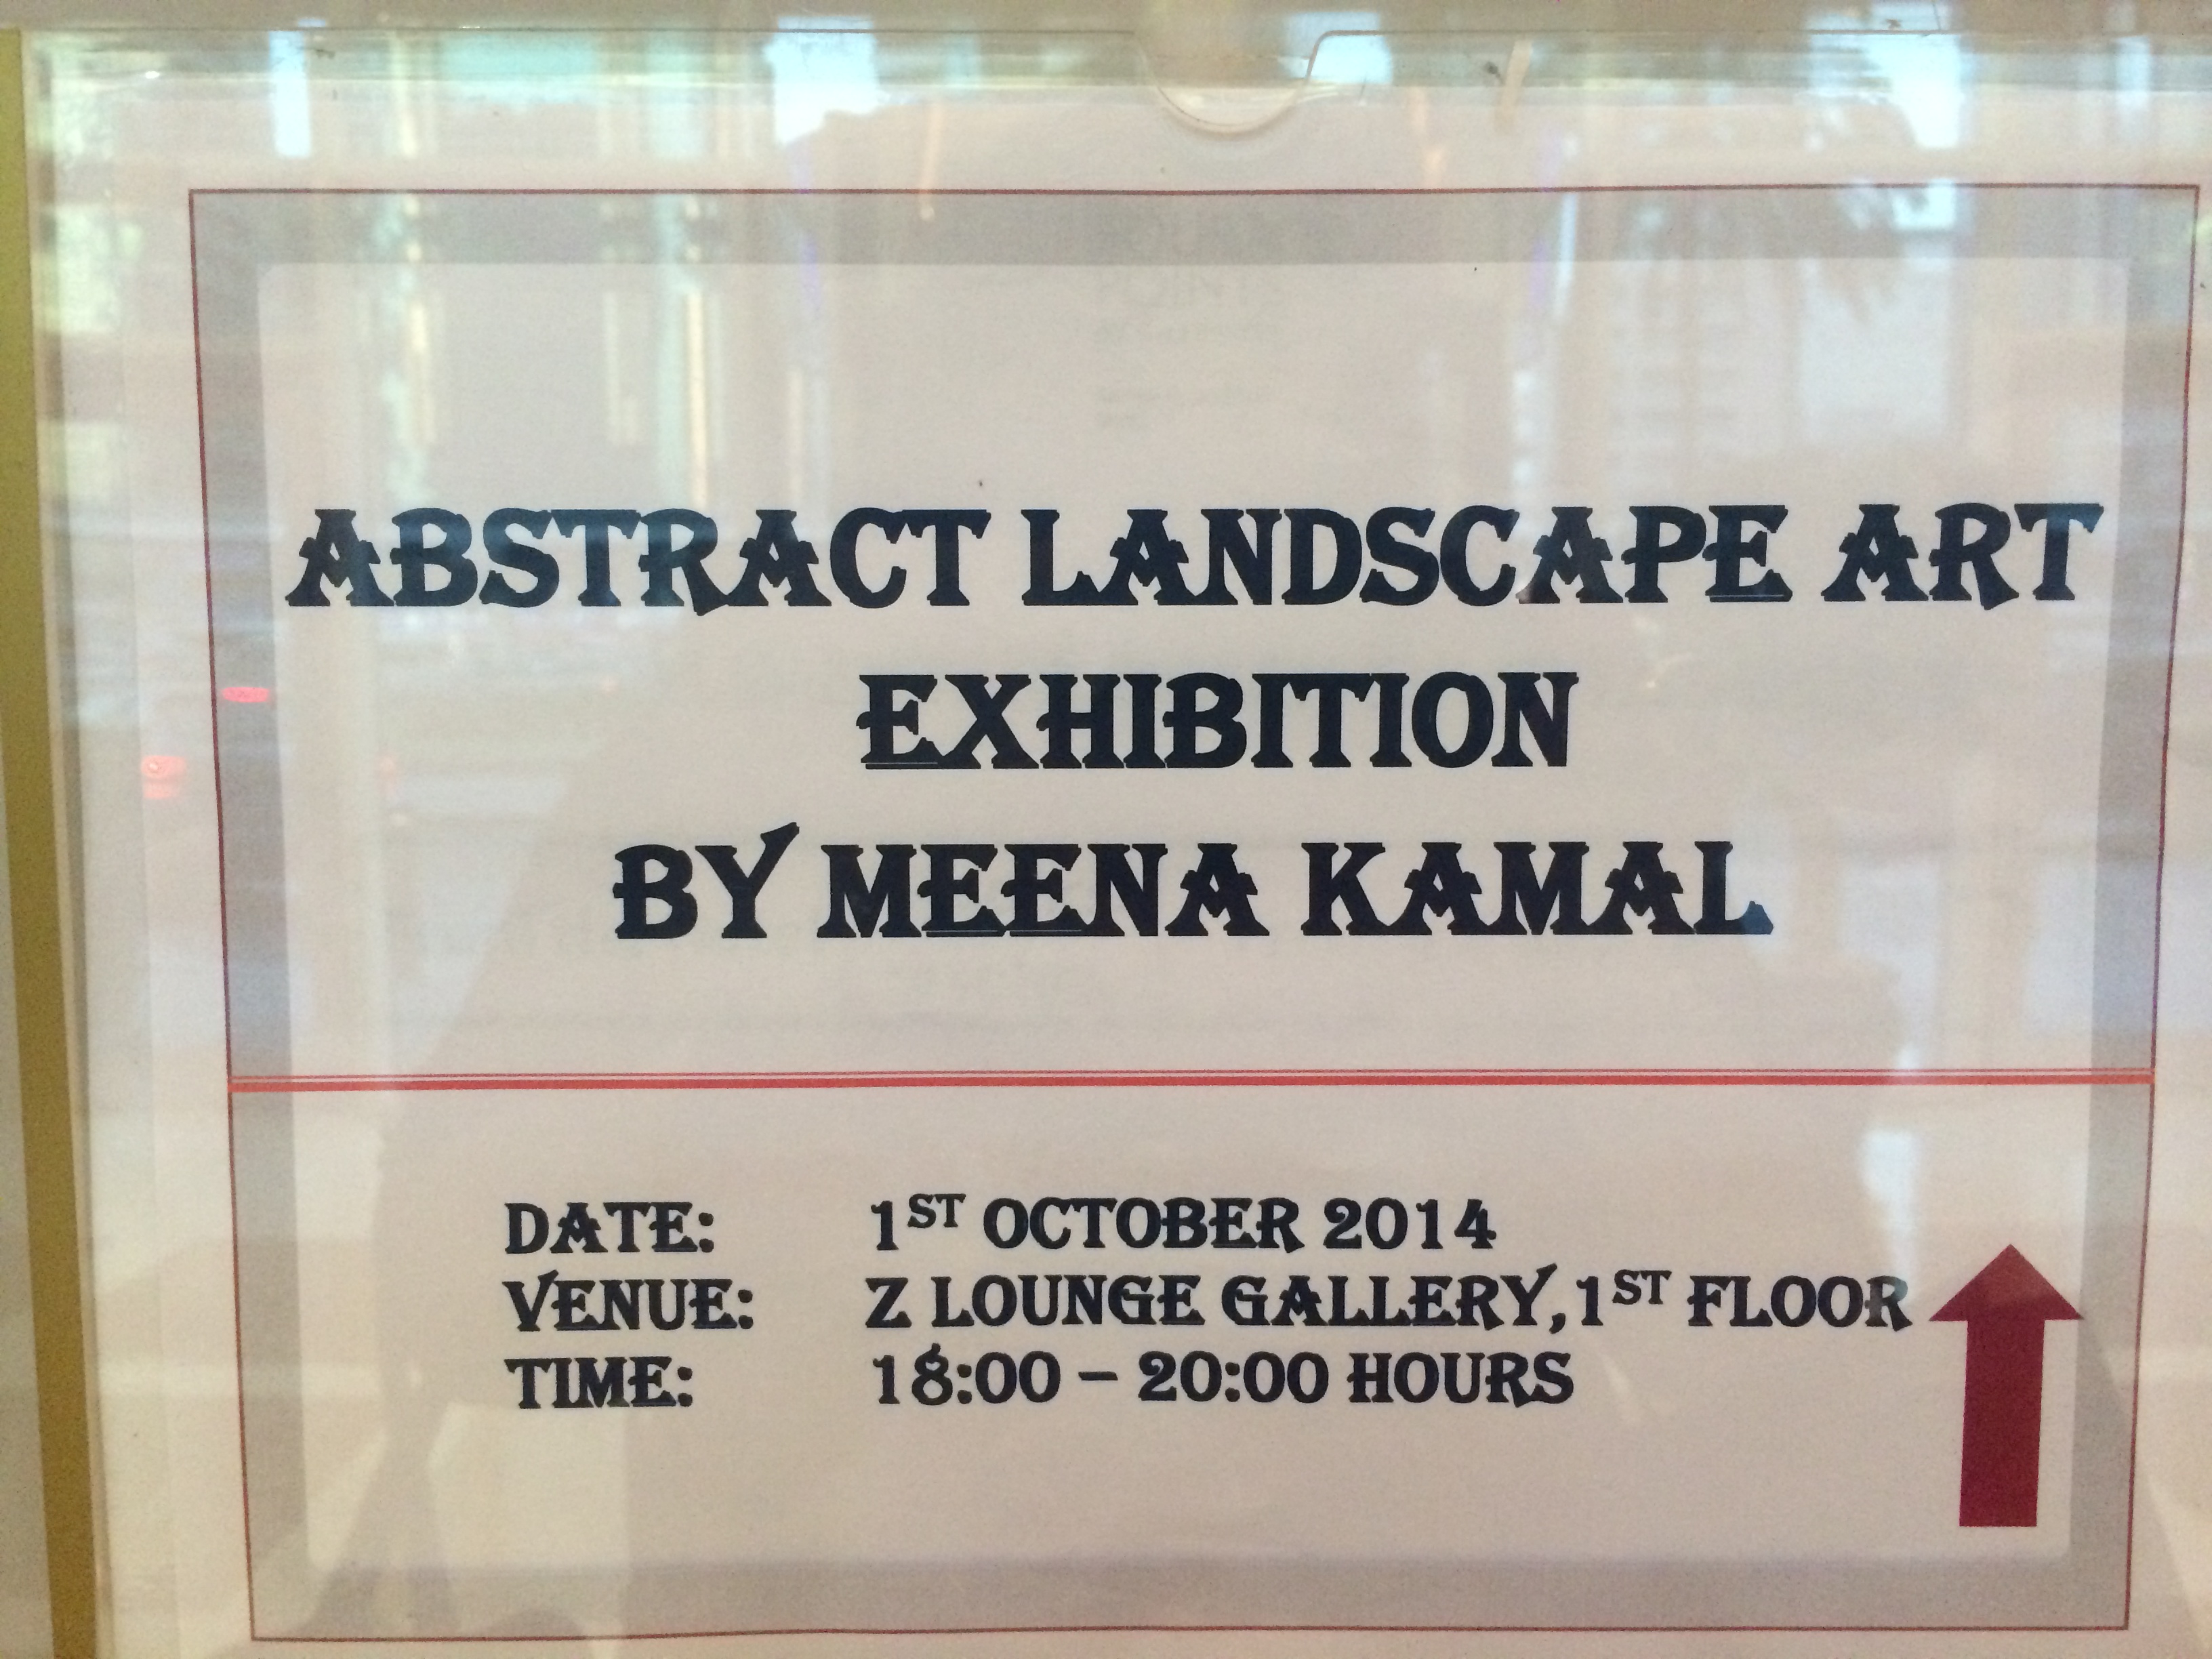 ABSTRACT LANDSCAPE ART
EXHIBITION
BY MEENA KAMAL
DATE: 1ST OCTOBER 2014
VENUE: Z LOUNGE GALLERY,1ST FLOOR
TIME: 18:00 – 20:00 HOURS